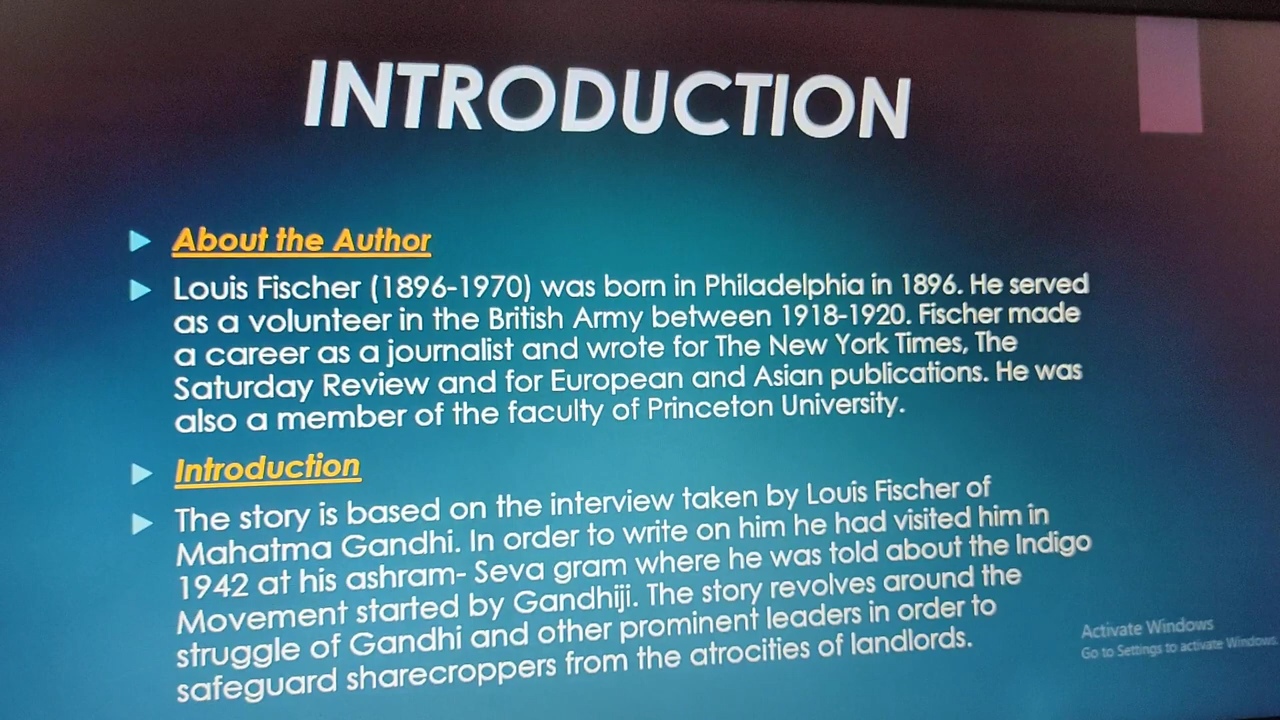 INTRODUCTION
About the Author
Louis Fischer (1896-1970) was born in Philadelphia in 1896. He served
as a volunteer in the British Army between 1918-1920. Fischer made
a career as a journalist and wrote for The New York Times, The
Saturday Review and for European and Asian publications. He was
also a member of the faculty of Princeton University.
Introduction
The story is based on the interview taken by Louis Fischer of
Mahatma Gandhi. In order to write on him he had visited him in
1942 at his ashram- Seva gram where he was told about the Indigo
Movement started by Gandhiji. The story revolves around the
struggle of Gandhi and other prominent leaders in order to
safeguard sharecroppers from the atrocities of landlords.
Activate Windows
Go to Settings to activate Windows.